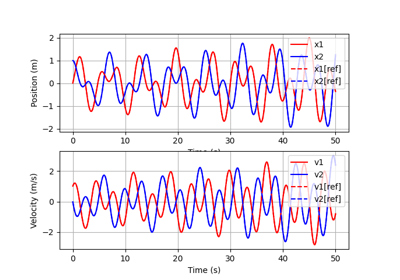 2
1
0
−1
−2
Position (m)
x1
x2
x1[ref]
x2[ref]
0 10 20 30 40 50
Time (s)
2
0
−2
Velocity (m/s)
v1
v2
v1[ref]
v2[ref]
0 10 20 30 40 50
Time (s)